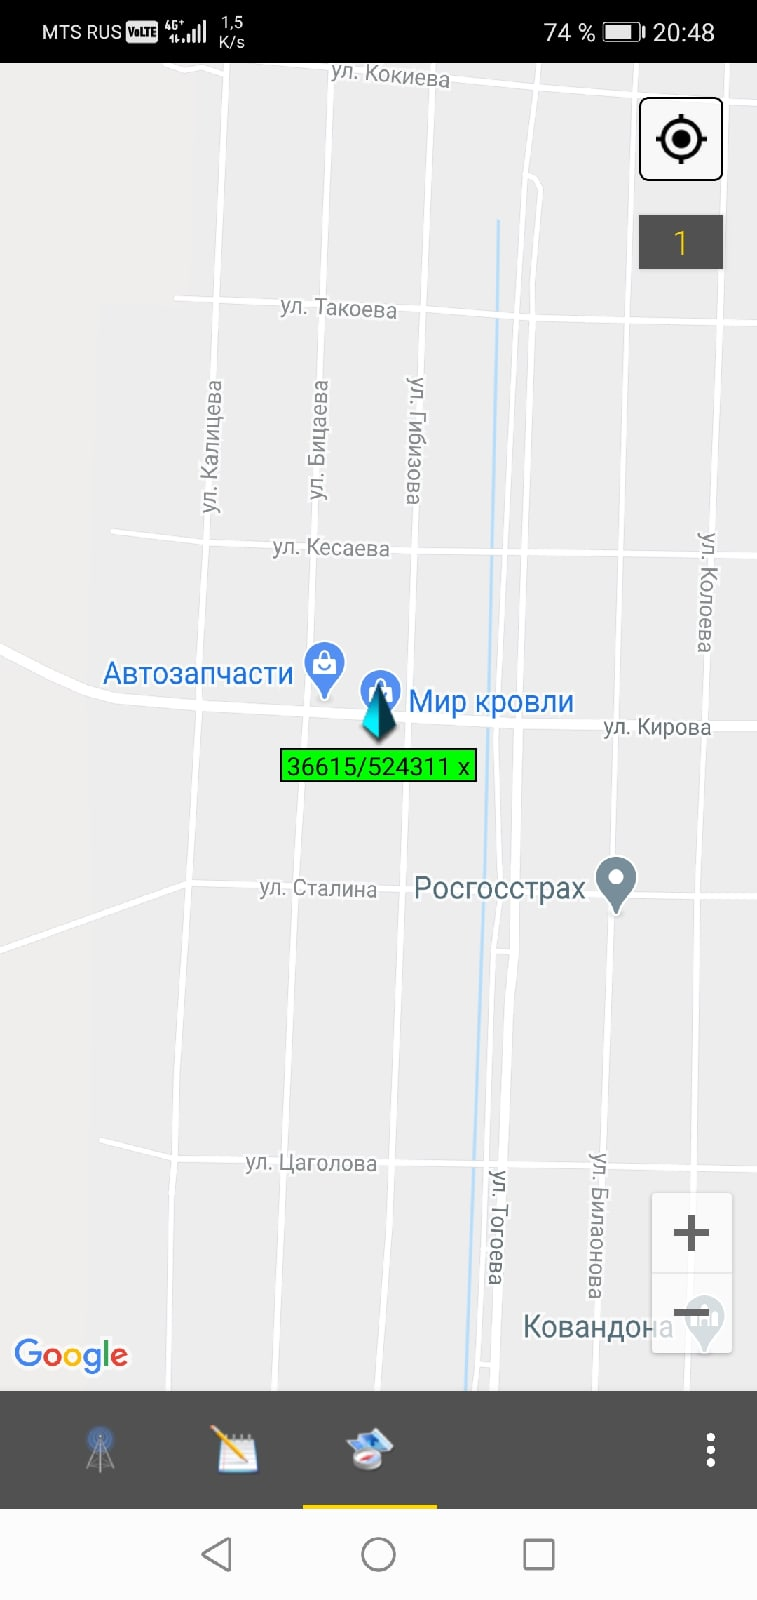 MTS RUS VoLTE 4G+ 1,5 K/s 74 % 20:48
ул. Кокиева
1
ул. Такоева
ул. Калицева
ул. Бицаева
ул. Гибизова
ул. Кесаева
ул. Колоева
Автозапчасти
Мир кровли
ул. Кирова
36615/524311 x
ул. Сталина
Росгосстрах
ул. Цаголова
ул. Тогоева
ул. Билаонова
+
Ковандона
−
Google